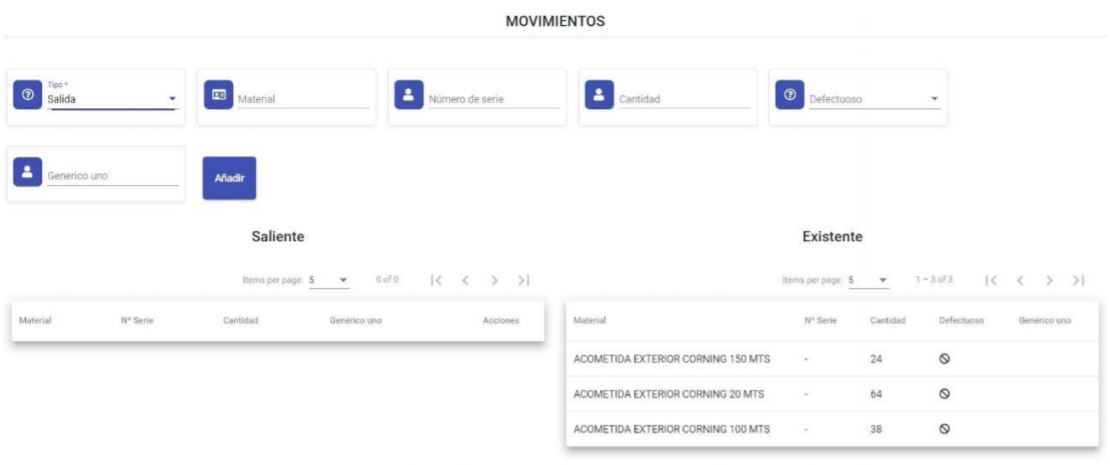 MOVIMIENTOS
Tipo *
Salida
Material
Número de serie
Cantidad
Defectuoso
Generico uno
Añadir
Saliente
Items per page: 5 0 of 0
Material Nº Serie Cantidad Genérico uno Acciones
Existente
Items per page: 5 1 – 3 of 3
Material Nº Serie Cantidad Defectuoso Genérico uno
ACOMETIDA EXTERIOR CORNING 150 MTS - 24
ACOMETIDA EXTERIOR CORNING 20 MTS - 64
ACOMETIDA EXTERIOR CORNING 100 MTS - 38